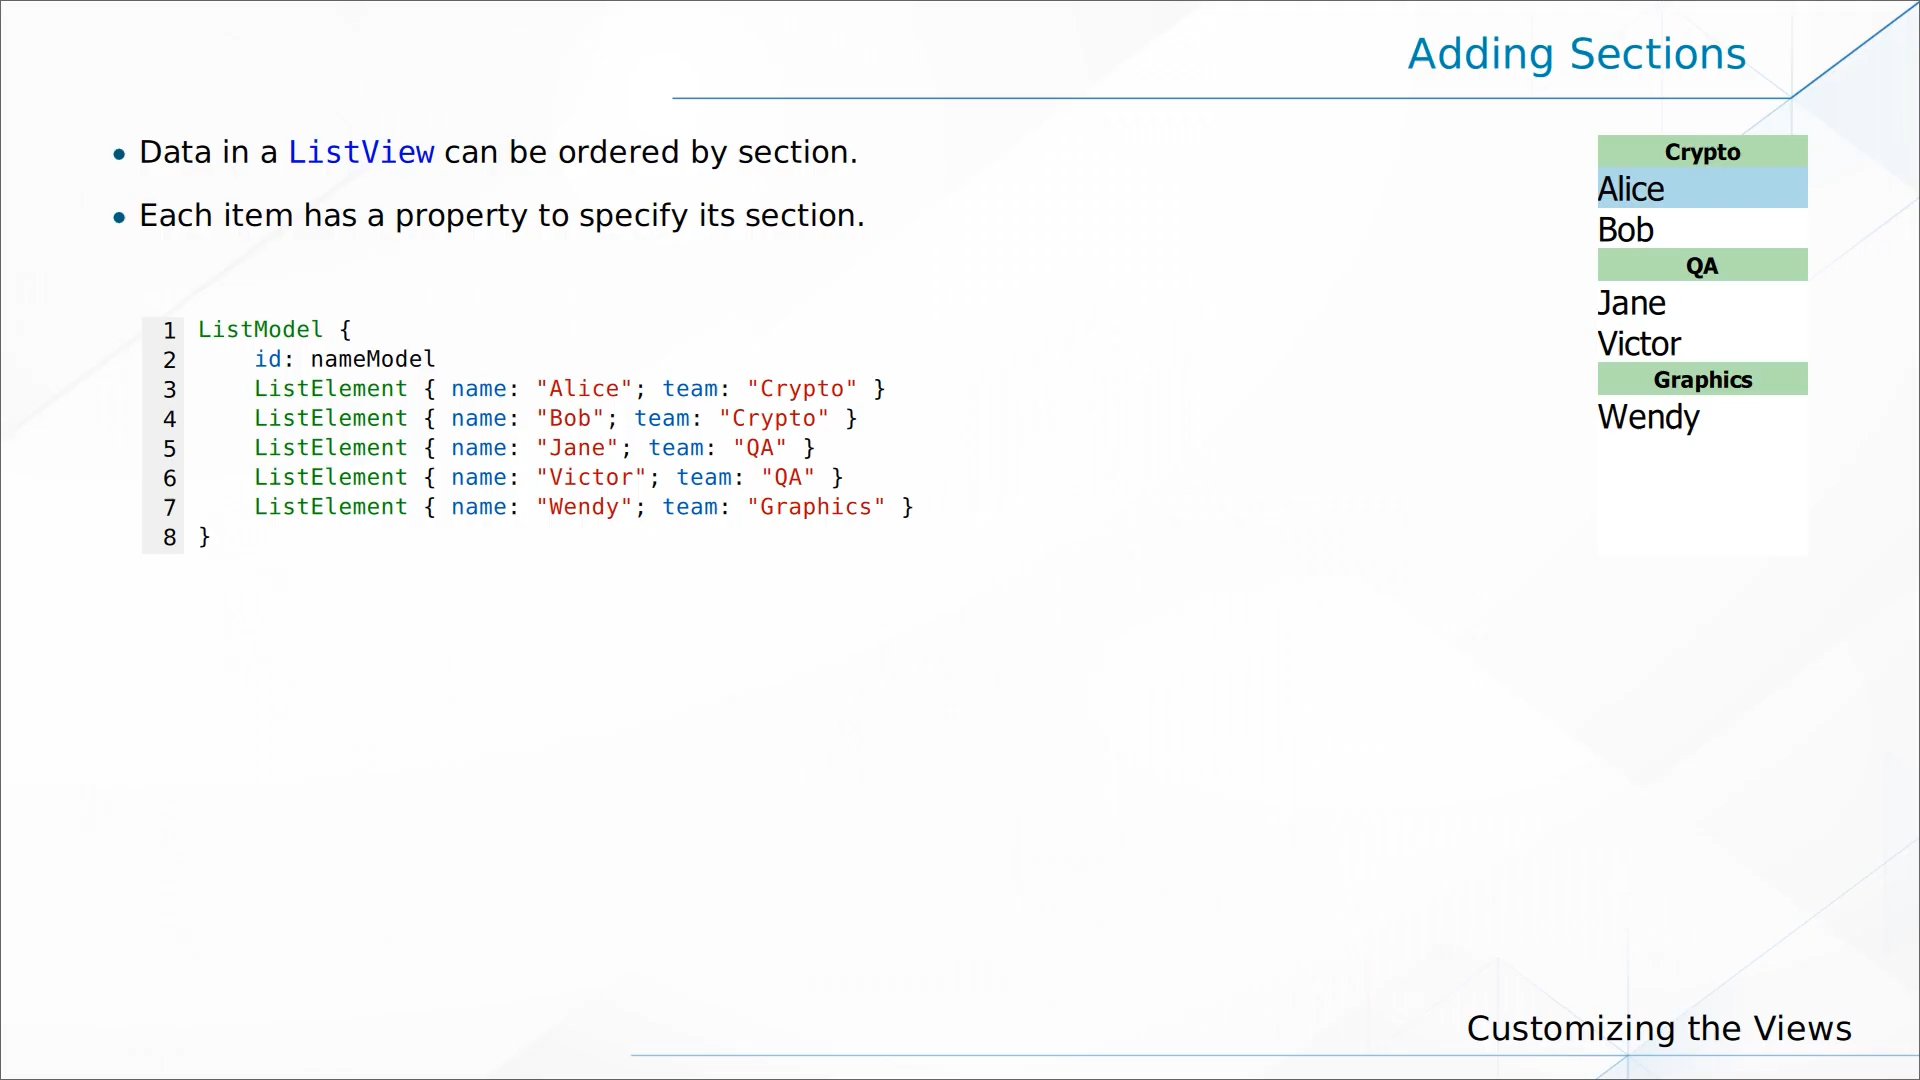 Adding Sections
• Data in a ListView can be ordered by section.
• Each item has a property to specify its section.
1 ListModel {
2     id: nameModel
3     ListElement { name: "Alice"; team: "Crypto" }
4     ListElement { name: "Bob"; team: "Crypto" }
5     ListElement { name: "Jane"; team: "QA" }
6     ListElement { name: "Victor"; team: "QA" }
7     ListElement { name: "Wendy"; team: "Graphics" }
8 }
Crypto
Alice
Bob
QA
Jane
Victor
Graphics
Wendy
Customizing the Views